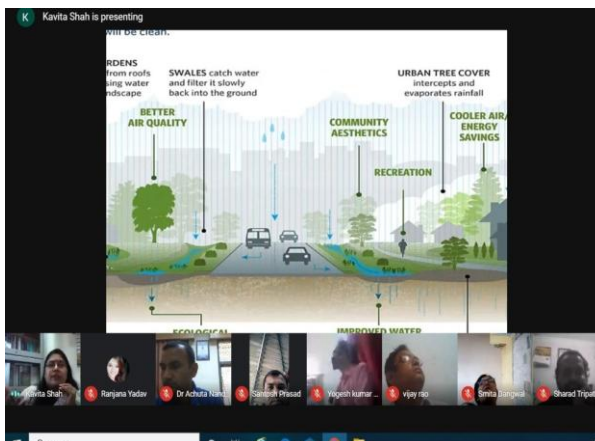 K Kavita Shah is presenting
will be clean.
RDENS
from roofs
sing water
ndscape
SWALES catch water
and filter it slowly
back into the ground
URBAN TREE COVER
intercepts and
evaporates rainfall
BETTER
AIR QUALITY
COMMUNITY
AESTHETICS
COOLER AIR/
ENERGY
SAVINGS
RECREATION
ECOLOGICAL
IMPROVED WATER
Kavita Shah
Ranjana Yadav
Dr Achuta Nand
Santosh Prasad
Yogesh kumar ...
vijay rao
Smita Dangwal
Sharad Tripat